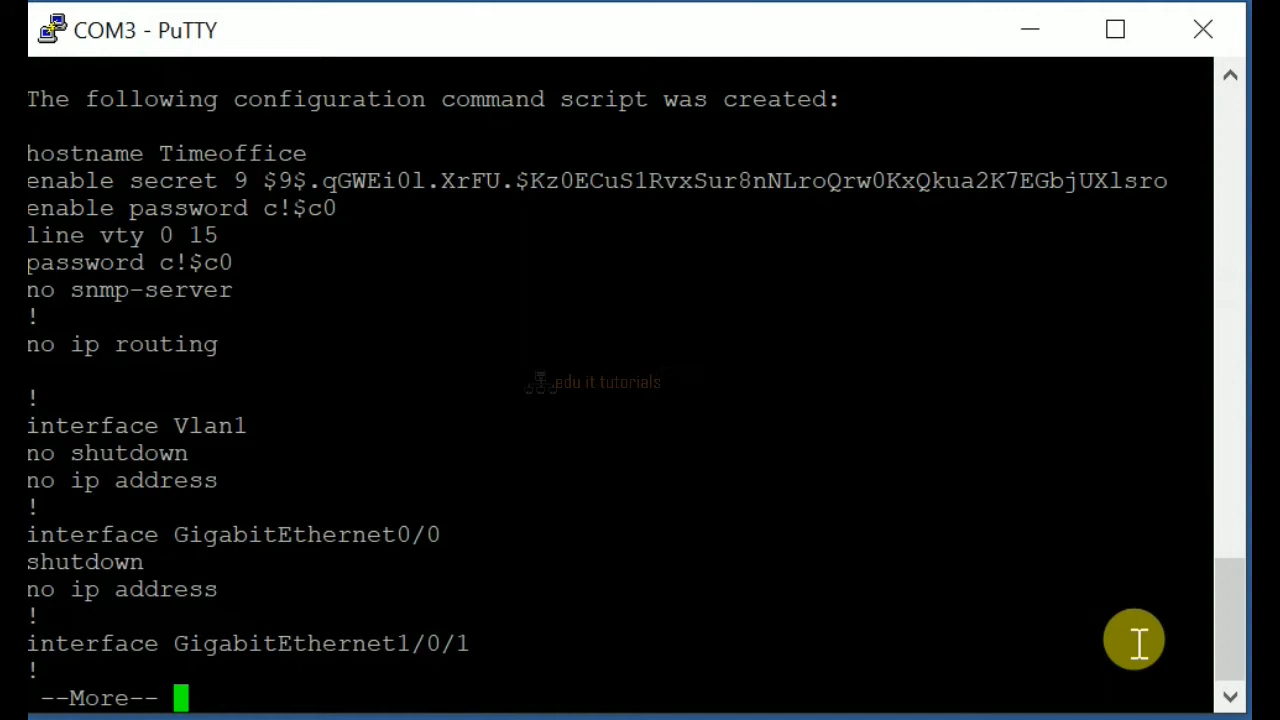 COM3 - PuTTY
The following configuration command script was created:
hostname Timeoffice
enable secret 9 $9$.qGWEi0l.XrFU.$Kz0ECuS1RvxSur8nNLroQrw0KxQkua2K7EGbjUXlsro
enable password c!$c0
line vty 0 15
password c!$c0
no snmp-server
!
no ip routing
!
interface Vlan1
no shutdown
no ip address
!
interface GigabitEthernet0/0
shutdown
no ip address
!
interface GigabitEthernet1/0/1
!
--More--
edu it tutorials